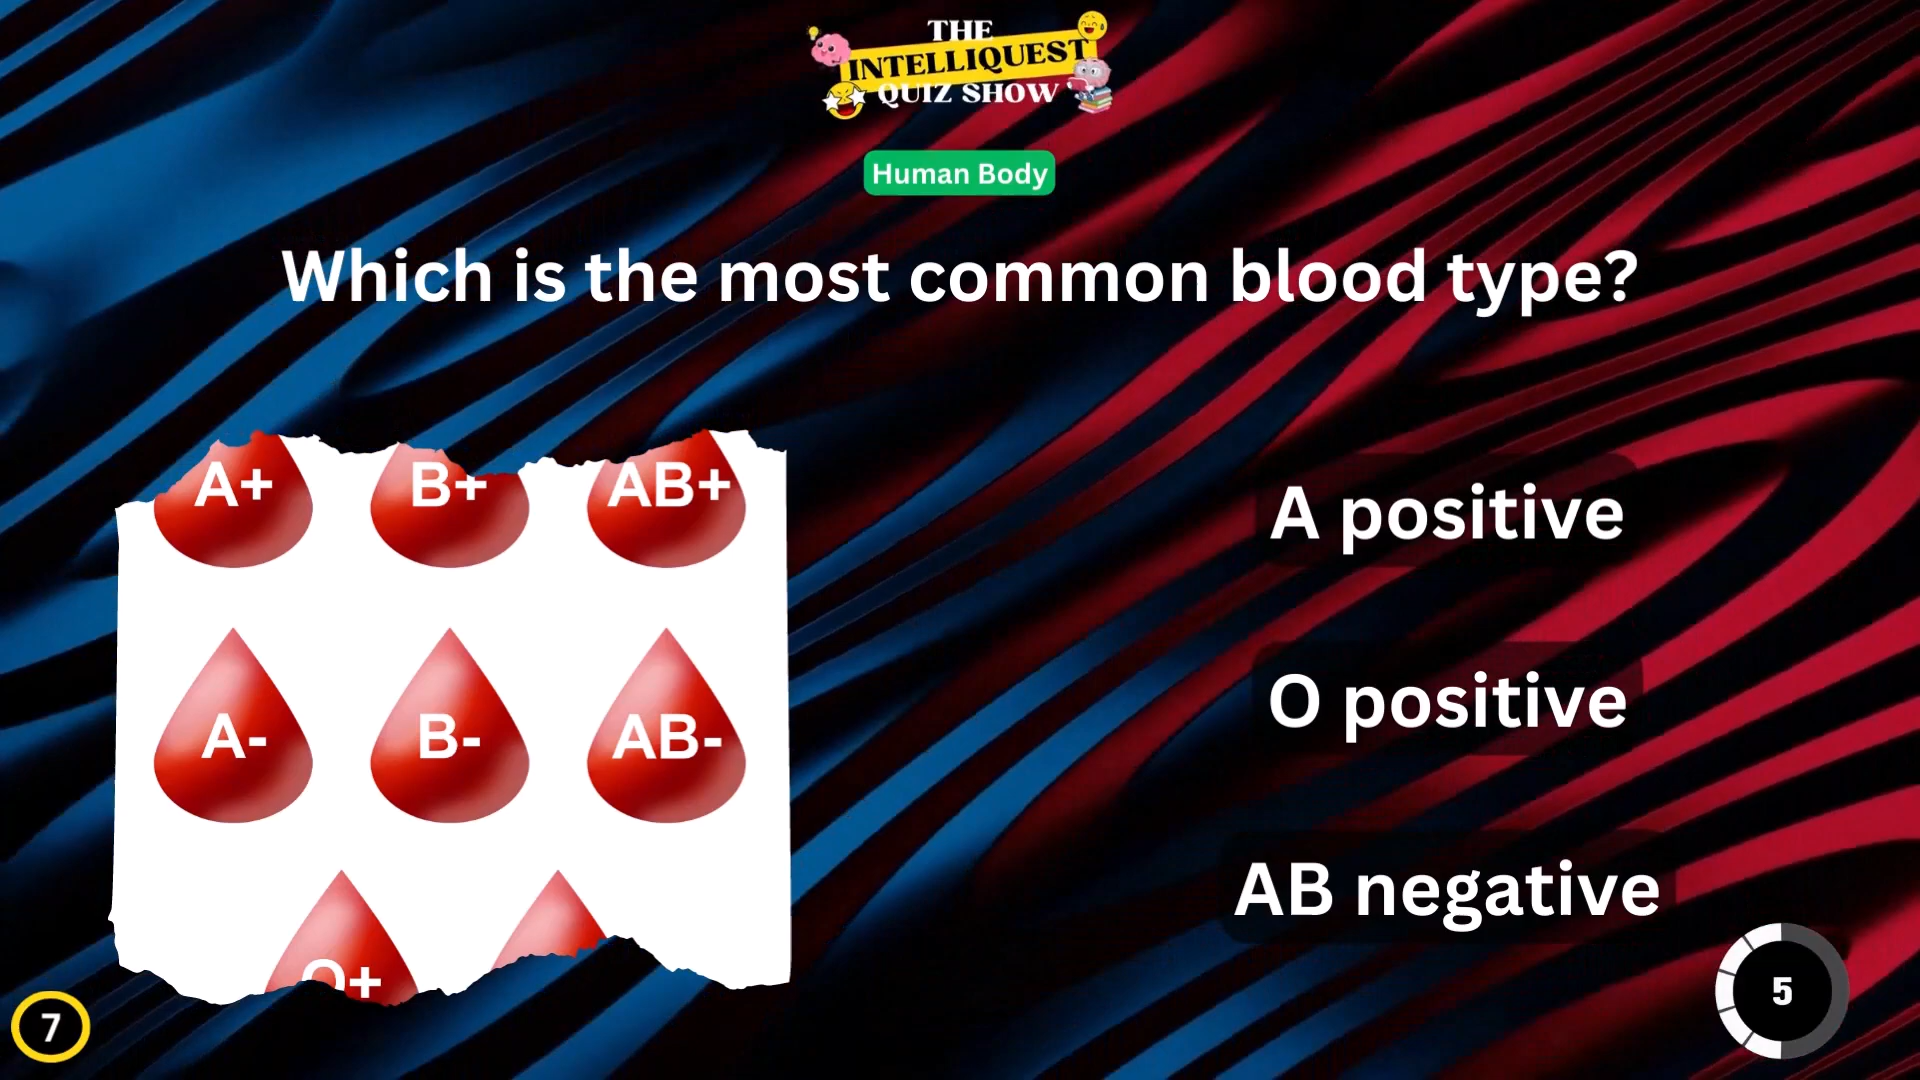 THE
INTELLIQUEST
QUIZ SHOW
Human Body
Which is the most common blood type?
A+ B+ AB+
A- B- AB-
O+
A positive
O positive
AB negative
7
5